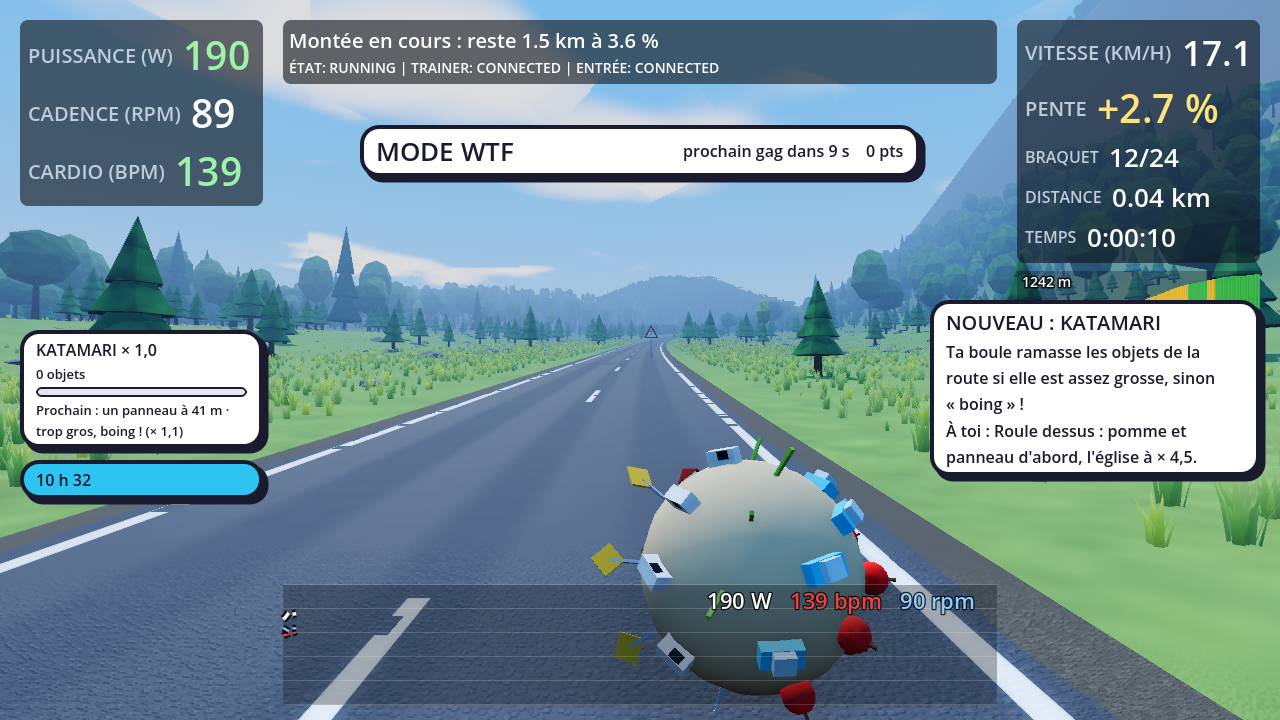 PUISSANCE (W) 190
CADENCE (RPM) 89
CARDIO (BPM) 139
Montée en cours : reste 1.5 km à 3.6 %
ÉTAT: RUNNING | TRAINER: CONNECTED | ENTRÉE: CONNECTED
MODE WTF prochain gag dans 9 s 0 pts
VITESSE (KM/H) 17.1
PENTE +2.7 %
BRAQUET 12/24
DISTANCE 0.04 km
TEMPS 0:00:10
1242 m
KATAMARI × 1,0
0 objets
Prochain : un panneau à 41 m ·
trop gros, boing ! (× 1,1)
10 h 32
NOUVEAU : KATAMARI
Ta boule ramasse les objets de la
route si elle est assez grosse, sinon
« boing » !
À toi : Roule dessus : pomme et
panneau d'abord, l'église à × 4,5.
190 W 139 bpm 90 rpm